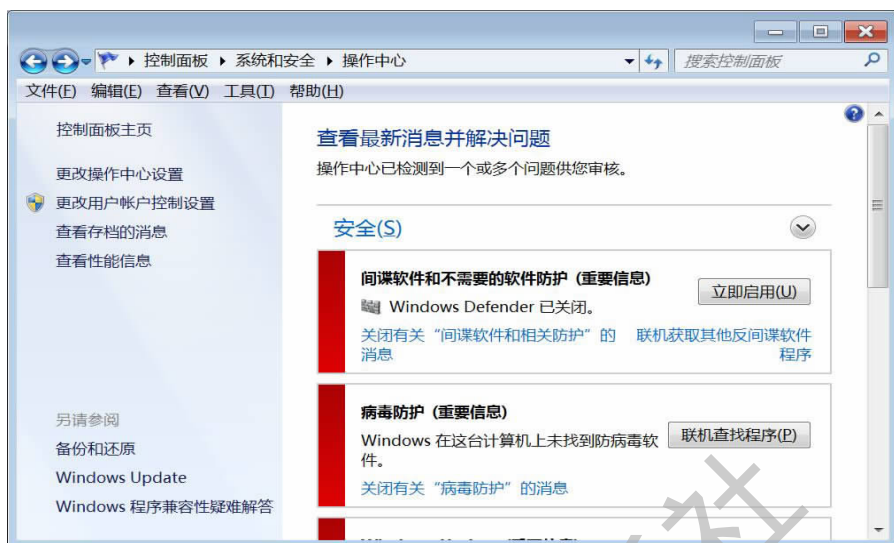 控制面板 ▸ 系统和安全 ▸ 操作中心
搜索控制面板
文件(F) 编辑(E) 查看(V) 工具(T) 帮助(H)
控制面板主页
更改操作中心设置
更改用户帐户控制设置
查看存档的消息
查看性能信息
另请参阅
备份和还原
Windows Update
Windows 程序兼容性疑难解答
查看最新消息并解决问题
操作中心已检测到一个或多个问题供您审核。
安全(S)
间谍软件和不需要的软件防护 (重要信息)
立即启用(U)
Windows Defender 已关闭。
关闭有关“间谍软件和相关防护”的
消息
联机获取其他反间谍软件
程序
病毒防护 (重要信息)
Windows 在这台计算机上未找到防病毒软
件。
联机查找程序(P)
关闭有关“病毒防护”的消息
社